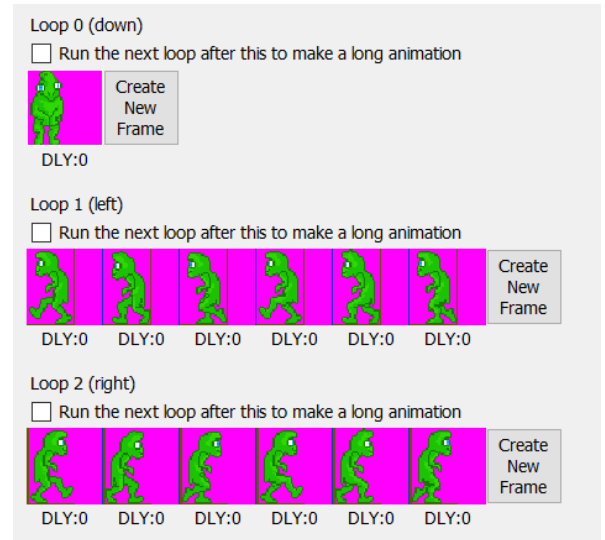 Loop 0 (down)
Run the next loop after this to make a long animation
Create
New
Frame
DLY:0
Loop 1 (left)
Run the next loop after this to make a long animation
Create
New
Frame
DLY:0 DLY:0 DLY:0 DLY:0 DLY:0 DLY:0
Loop 2 (right)
Run the next loop after this to make a long animation
Create
New
Frame
DLY:0 DLY:0 DLY:0 DLY:0 DLY:0 DLY:0